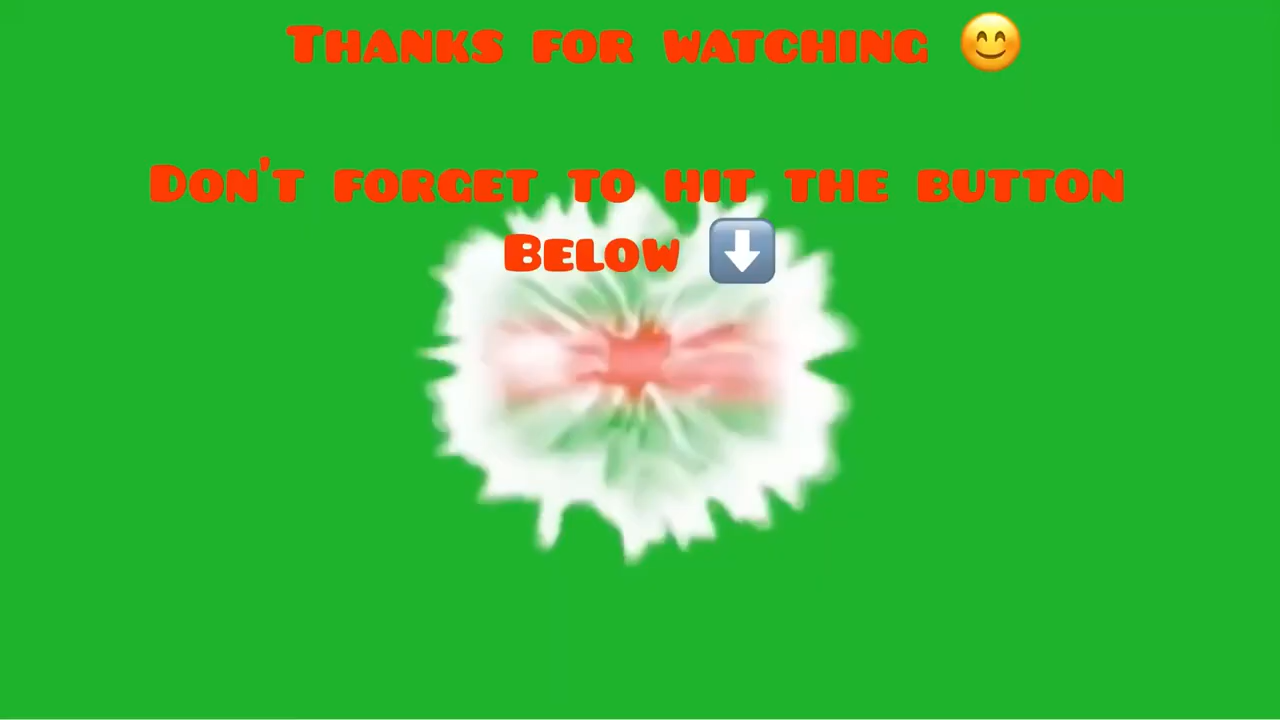 Thanks for watching 😊
Don't forget to hit the button
Below ⬇️